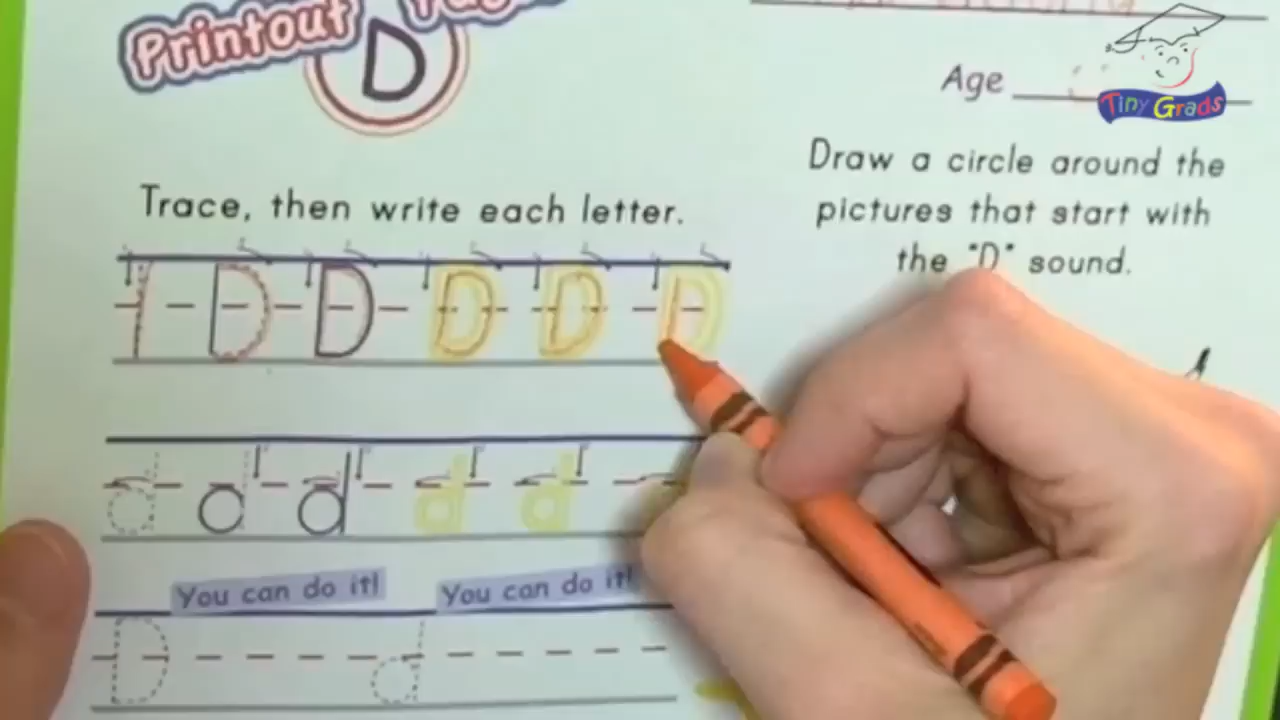 Printout
D
Age
Tiny Grads
Trace, then write each letter.
Draw a circle around the
pictures that start with
the "D" sound.
D D D D D
d d d d d
You can do it! You can do it!
D d